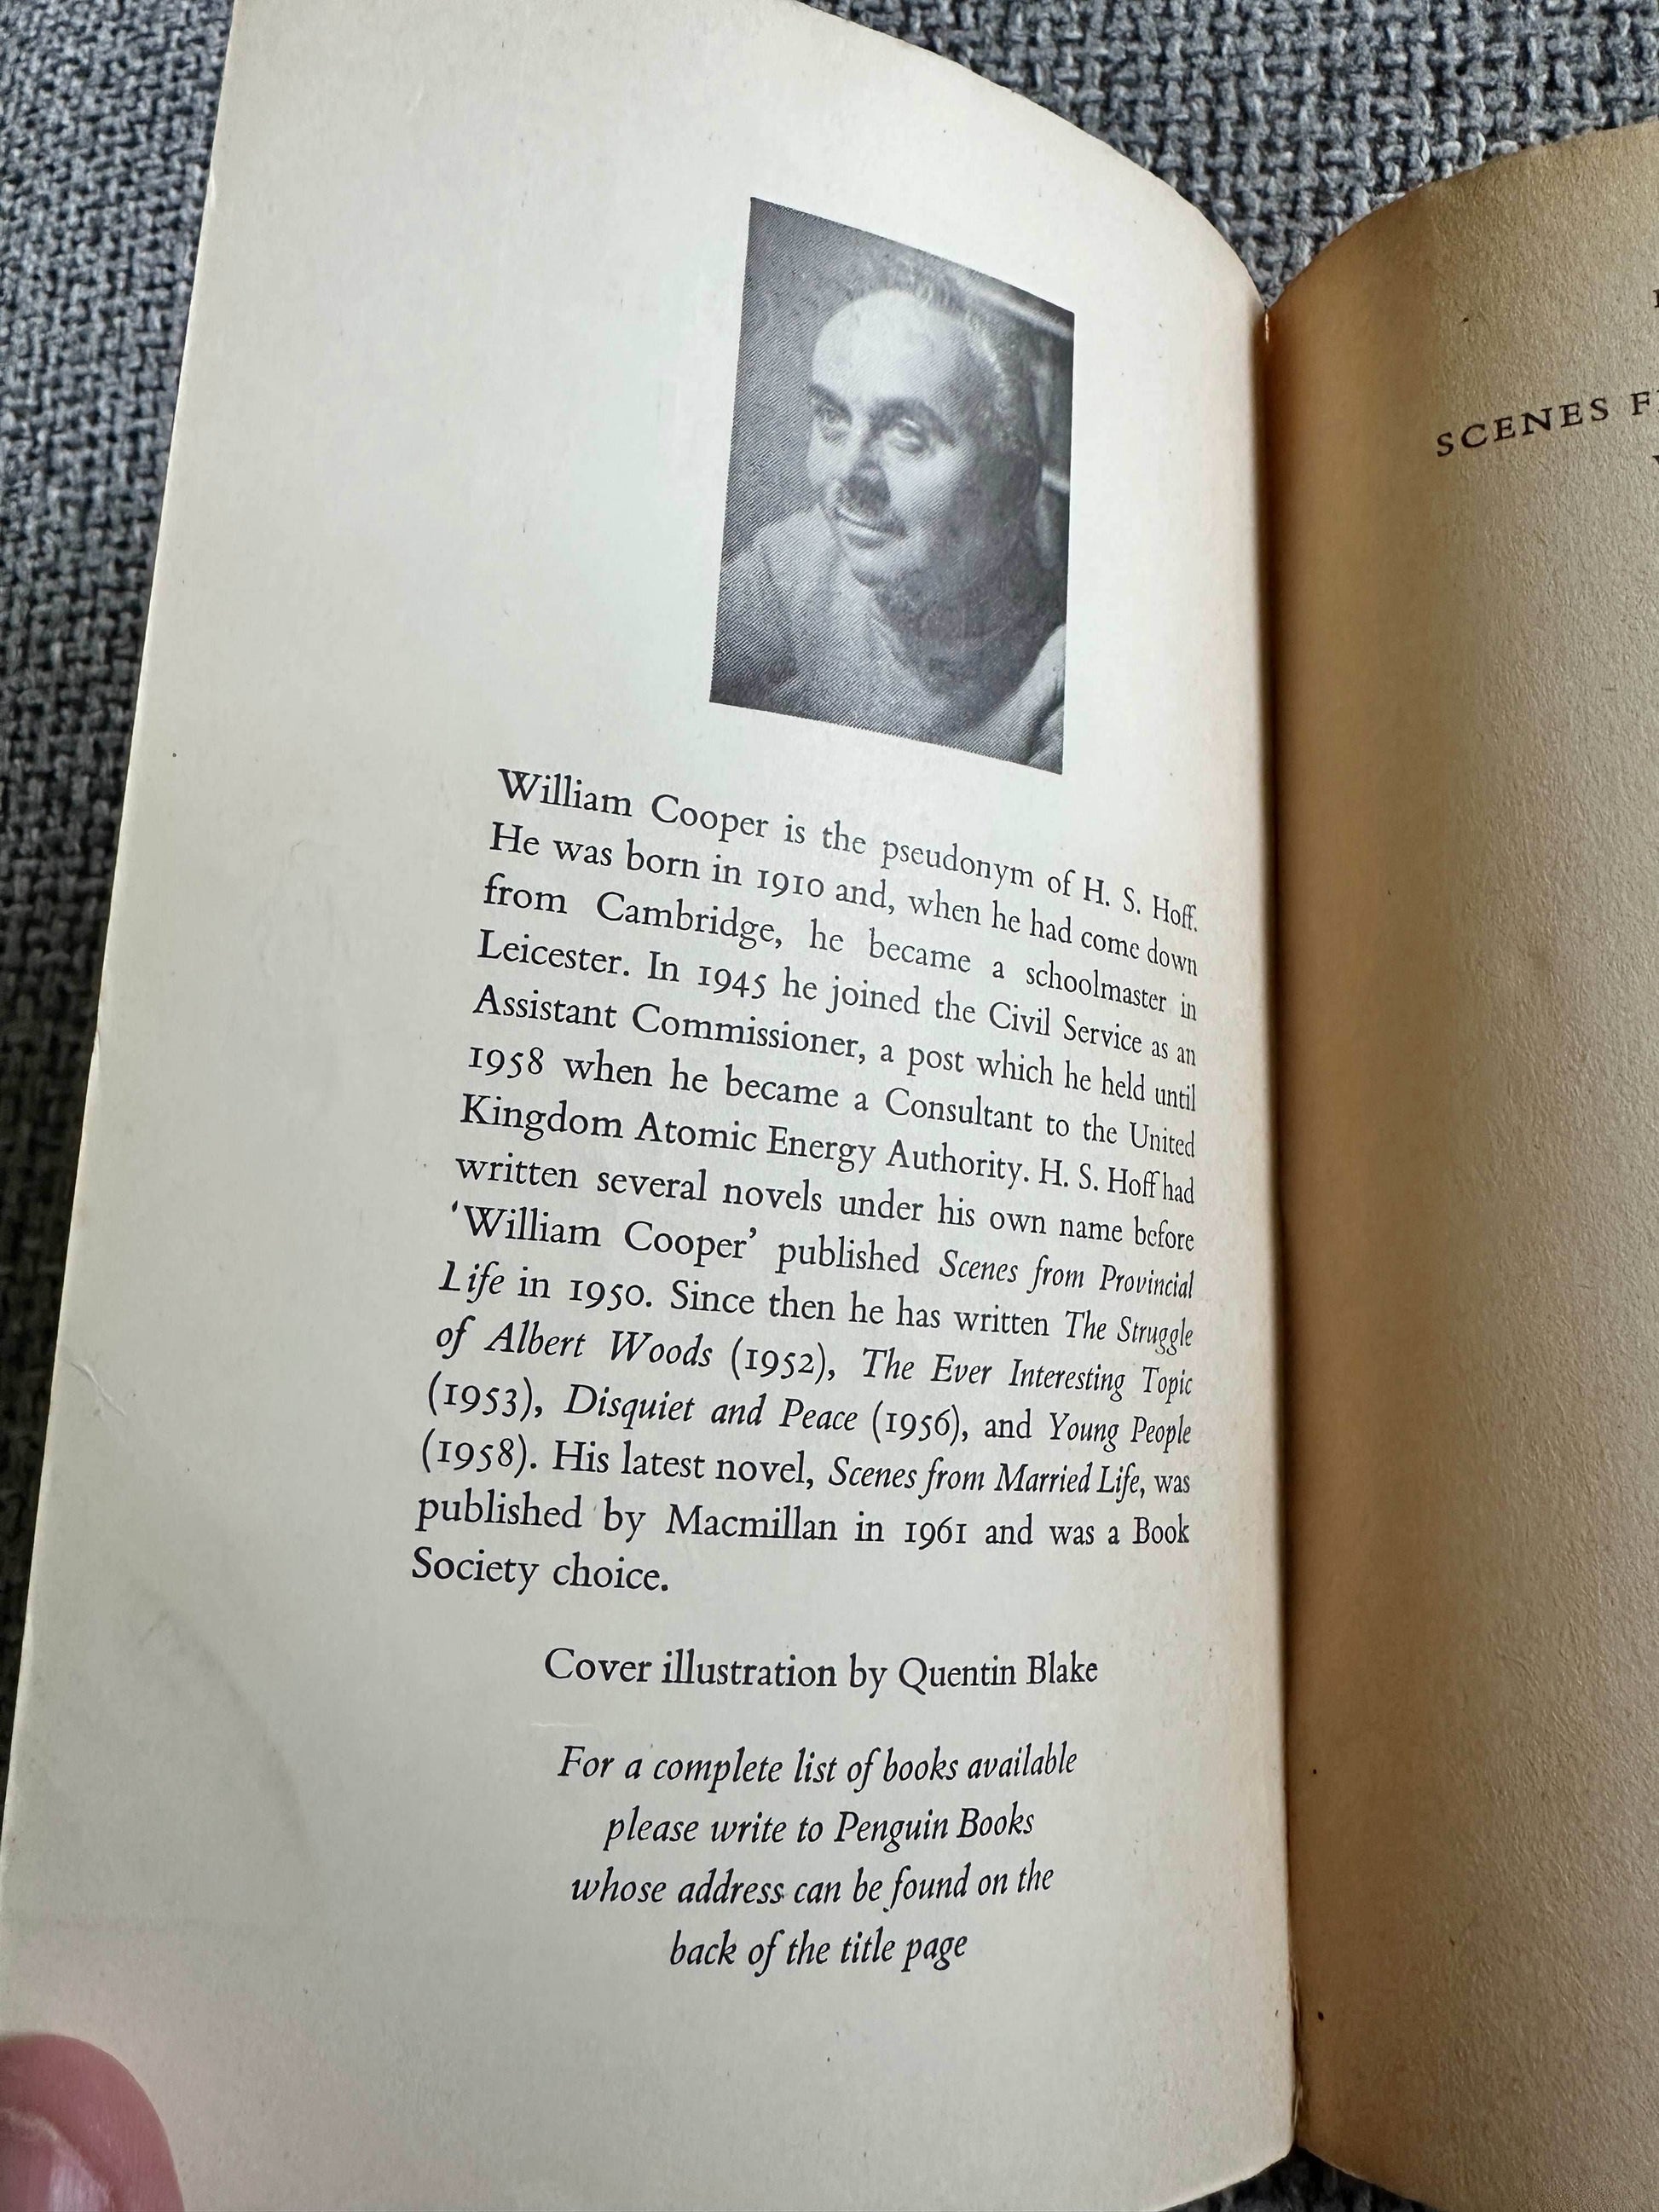 William Cooper is the pseudonym of H. S. Hoff.
He was born in 1910 and, when he had come down
from Cambridge, he became a schoolmaster in
Leicester. In 1945 he joined the Civil Service as an
Assistant Commissioner, a post which he held until
1958 when he became a Consultant to the United
Kingdom Atomic Energy Authority. H. S. Hoff had
written several novels under his own name before
‘William Cooper’ published Scenes from Provincial
Life in 1950. Since then he has written The Struggle
of Albert Woods (1952), The Ever Interesting Topic
(1953), Disquiet and Peace (1956), and Young People
(1958). His latest novel, Scenes from Married Life, was
published by Macmillan in 1961 and was a Book
Society choice.
Cover illustration by Quentin Blake
For a complete list of books available
please write to Penguin Books
whose address can be found on the
back of the title page
SCENES